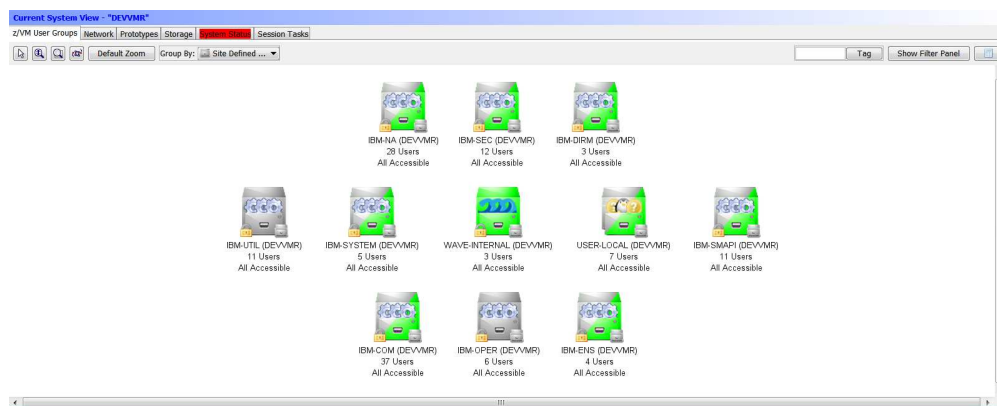 Current System View - "DEVVMR"
z/VM User Groups Network Prototypes Storage System Status Session Tasks
Default Zoom Group By: Site Defined ... Tag Show Filter Panel
IBM-NA (DEVVMR) IBM-SEC (DEVVMR) IBM-DIRM (DEVVMR)
28 Users 12 Users 3 Users
All Accessible All Accessible All Accessible
IBM-UTIL (DEVVMR) IBM-SYSTEM (DEVVMR) WAVE-INTERNAL (DEVVMR) USER-LOCAL (DEVVMR) IBM-SMAPI (DEVVMR)
11 Users 5 Users 3 Users 7 Users 11 Users
All Accessible All Accessible All Accessible All Accessible All Accessible
IBM-COM (DEVVMR) IBM-OPER (DEVVMR) IBM-ENS (DEVVMR)
37 Users 6 Users 4 Users
All Accessible All Accessible All Accessible